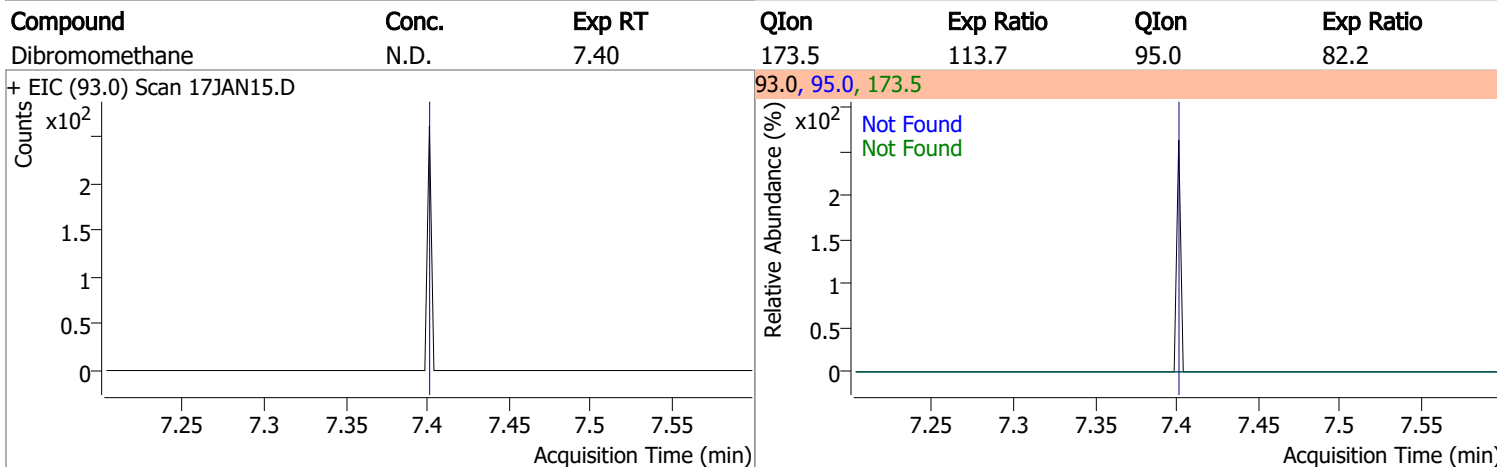 Compound Conc. Exp RT QIon Exp Ratio QIon Exp Ratio
Dibromomethane N.D. 7.40 173.5 113.7 95.0 82.2
+ EIC (93.0) Scan 17JAN15.D
Counts
x10²
2
1.5
1
0.5
0
7.25 7.3 7.35 7.4 7.45 7.5 7.55
Acquisition Time (min)
93.0, 95.0, 173.5
Relative Abundance (%)
x10²
Not Found
Not Found
2
1.5
1
0.5
0
7.25 7.3 7.35 7.4 7.45 7.5 7.55
Acquisition Time (min)